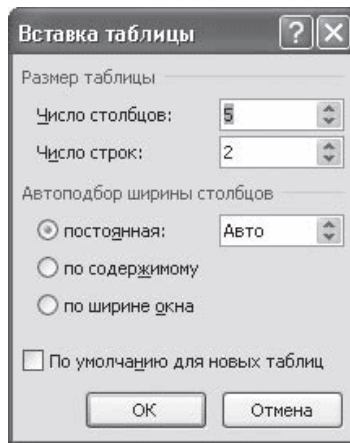 Вставка таблицы
Размер таблицы
Число столбцов: 5
Число строк: 2
Автоподбор ширины столбцов
постоянная: Авто
по содержимому
по ширине окна
По умолчанию для новых таблиц
ОК Отмена